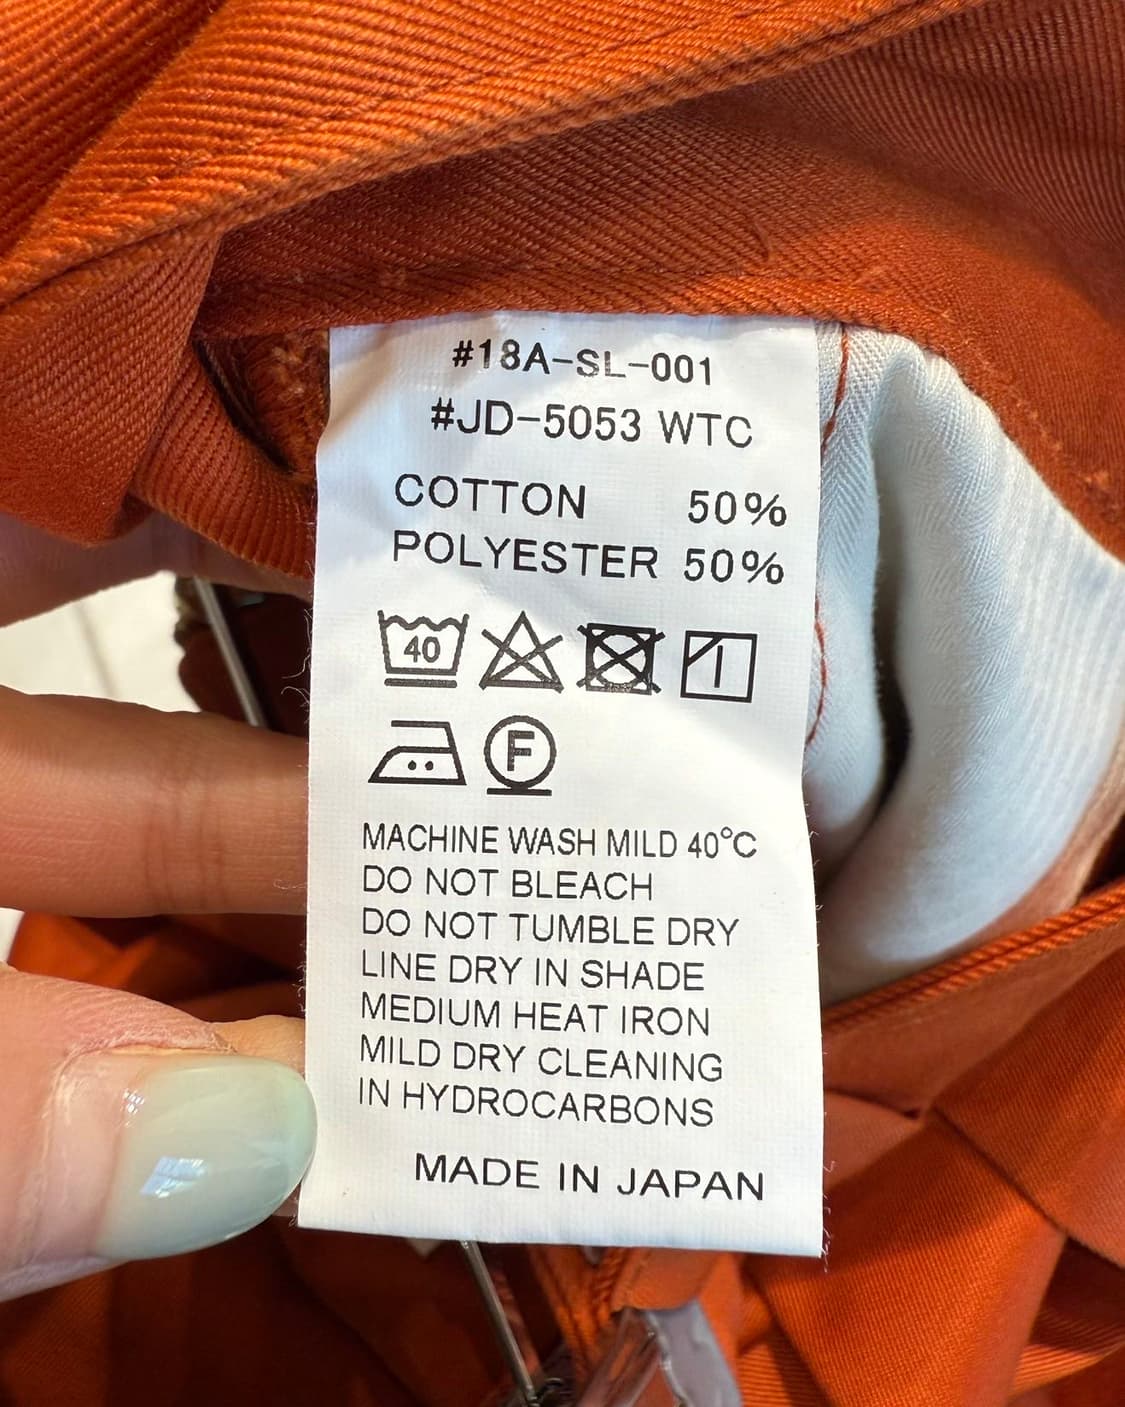 #18A-SL-001
#JD-5053 WTC
COTTON 50%
POLYESTER 50%
40
F
MACHINE WASH MILD 40°C
DO NOT BLEACH
DO NOT TUMBLE DRY
LINE DRY IN SHADE
MEDIUM HEAT IRON
MILD DRY CLEANING
IN HYDROCARBONS
MADE IN JAPAN